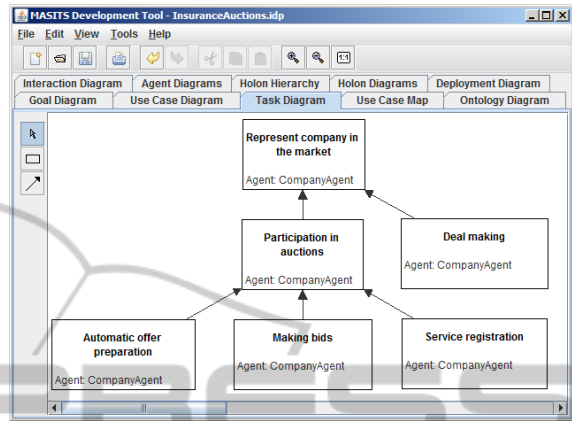 MASITS Development Tool - InsuranceAuctions.idp
File Edit View Tools Help
1:1
Interaction Diagram Agent Diagrams Holon Hierarchy Holon Diagrams Deployment Diagram
Goal Diagram Use Case Diagram Task Diagram Use Case Map Ontology Diagram
Represent company in
the market
Agent: CompanyAgent
Participation in
auctions
Agent: CompanyAgent
Deal making
Agent: CompanyAgent
Automatic offer
preparation
Agent: CompanyAgent
Making bids
Agent: CompanyAgent
Service registration
Agent: CompanyAgent